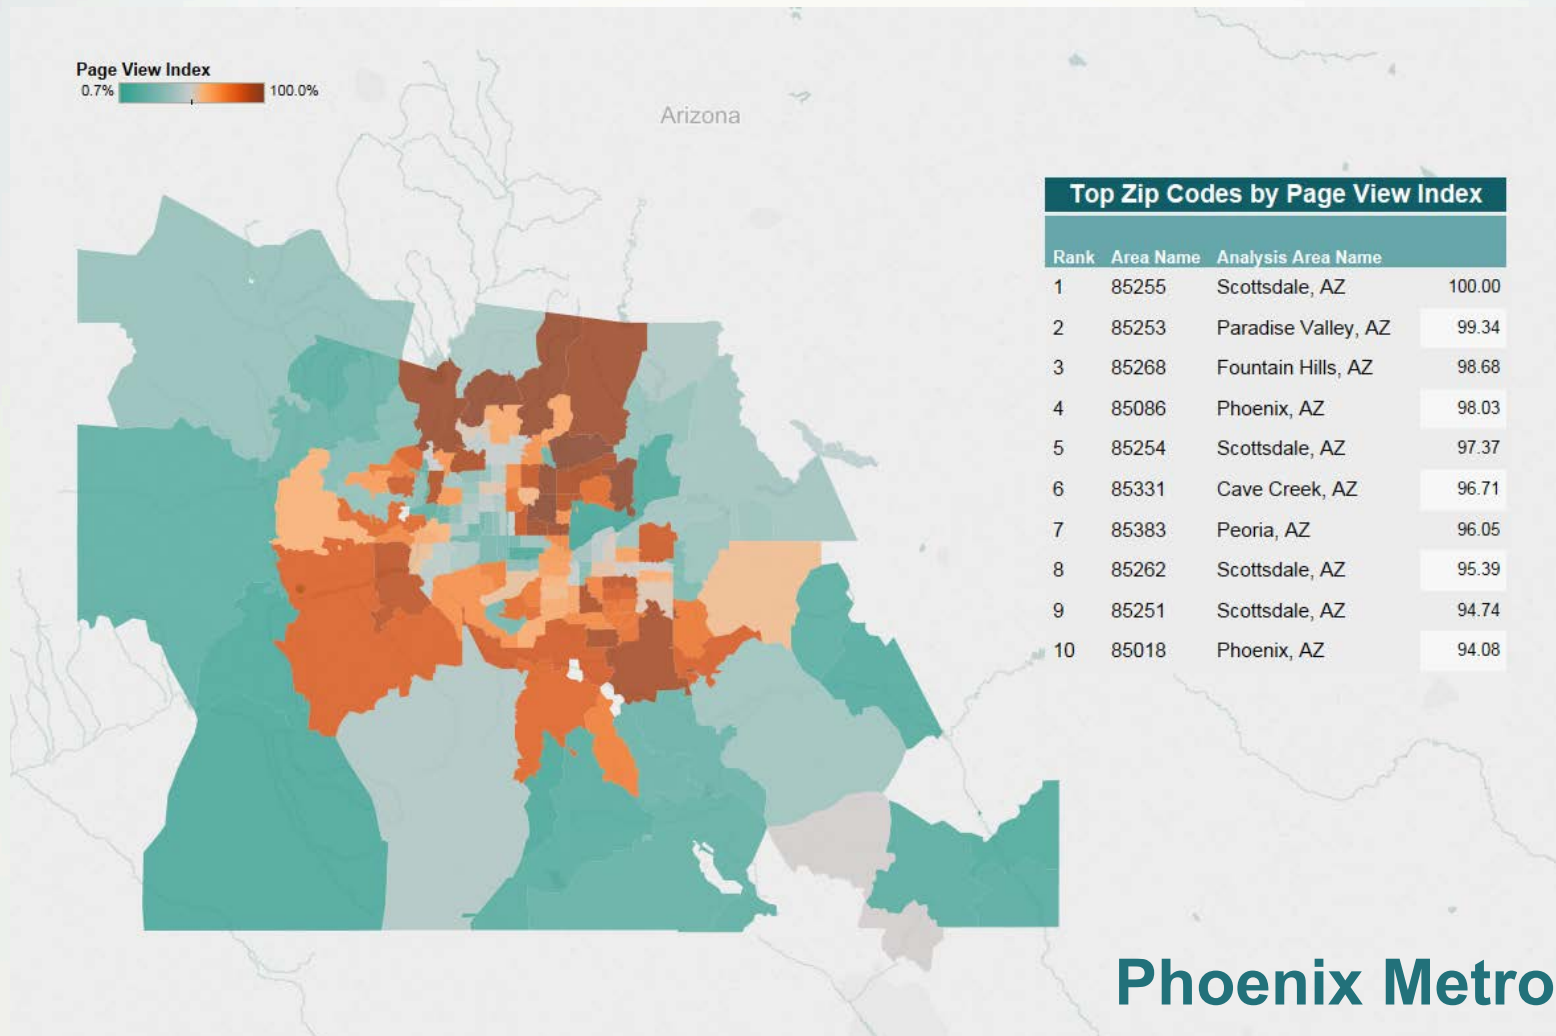 Page View Index
0.7% 100.0%
Arizona
Top Zip Codes by Page View Index
Rank Area Name Analysis Area Name
1 85255 Scottsdale, AZ 100.00
2 85253 Paradise Valley, AZ 99.34
3 85268 Fountain Hills, AZ 98.68
4 85086 Phoenix, AZ 98.03
5 85254 Scottsdale, AZ 97.37
6 85331 Cave Creek, AZ 96.71
7 85383 Peoria, AZ 96.05
8 85262 Scottsdale, AZ 95.39
9 85251 Scottsdale, AZ 94.74
10 85018 Phoenix, AZ 94.08
Phoenix Metro